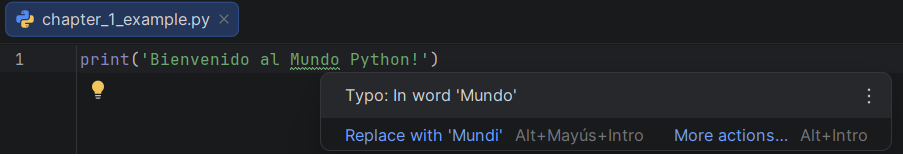 chapter_1_example.py
1 print('Bienvenido al Mundo Python!')
Typo: In word 'Mundo'
Replace with 'Mundi' Alt+Mayús+Intro More actions... Alt+Intro